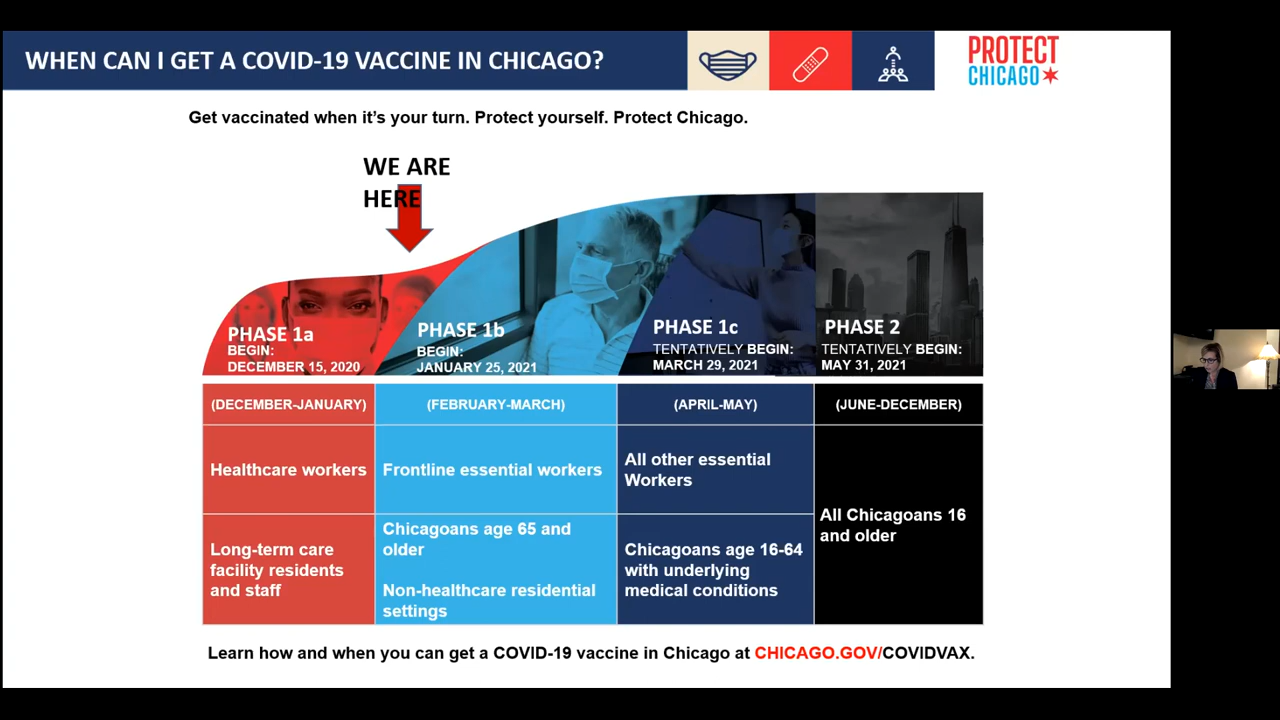 WHEN CAN I GET A COVID-19 VACCINE IN CHICAGO?
PROTECT
CHICAGO
Get vaccinated when it’s your turn. Protect yourself. Protect Chicago.
WE ARE
HERE
PHASE 1a
BEGIN:
DECEMBER 15, 2020
PHASE 1b
BEGIN:
JANUARY 25, 2021
PHASE 1c
TENTATIVELY BEGIN:
MARCH 29, 2021
PHASE 2
TENTATIVELY BEGIN:
MAY 31, 2021
(DECEMBER-JANUARY)
(FEBRUARY-MARCH)
(APRIL-MAY)
(JUNE-DECEMBER)
Healthcare workers
Frontline essential workers
All other essential
Workers
All Chicagoans 16
and older
Long-term care
facility residents
and staff
Chicagoans age 65 and
older
Non-healthcare residential
settings
Chicagoans age 16-64
with underlying
medical conditions
Learn how and when you can get a COVID-19 vaccine in Chicago at CHICAGO.GOV/COVIDVAX.